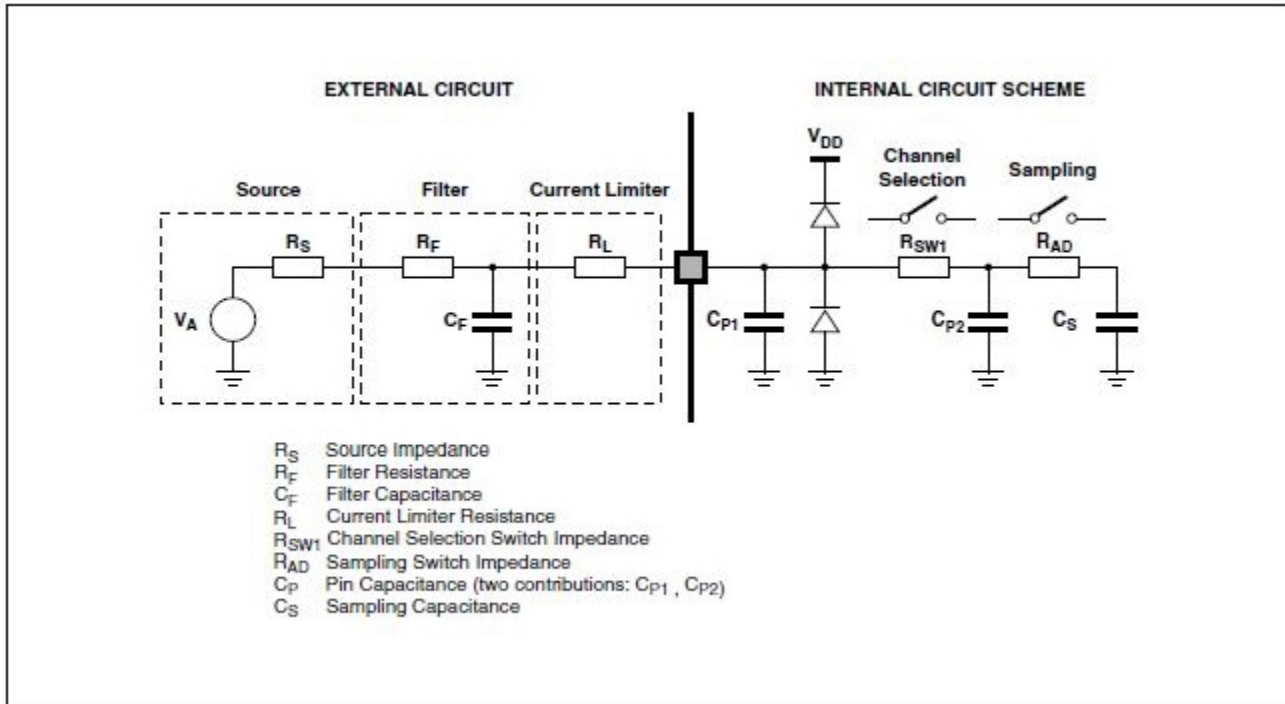 EXTERNAL CIRCUIT
INTERNAL CIRCUIT SCHEME
VDD
Channel
Selection
Sampling
Source
Filter
Current Limiter
RS
RF
RL
RSW1
RAD
VA
CF
CP1
CP2
CS
RS Source Impedance
RF Filter Resistance
CF Filter Capacitance
RL Current Limiter Resistance
RSW1 Channel Selection Switch Impedance
RAD Sampling Switch Impedance
CP Pin Capacitance (two contributions: CP1 , CP2)
CS Sampling Capacitance